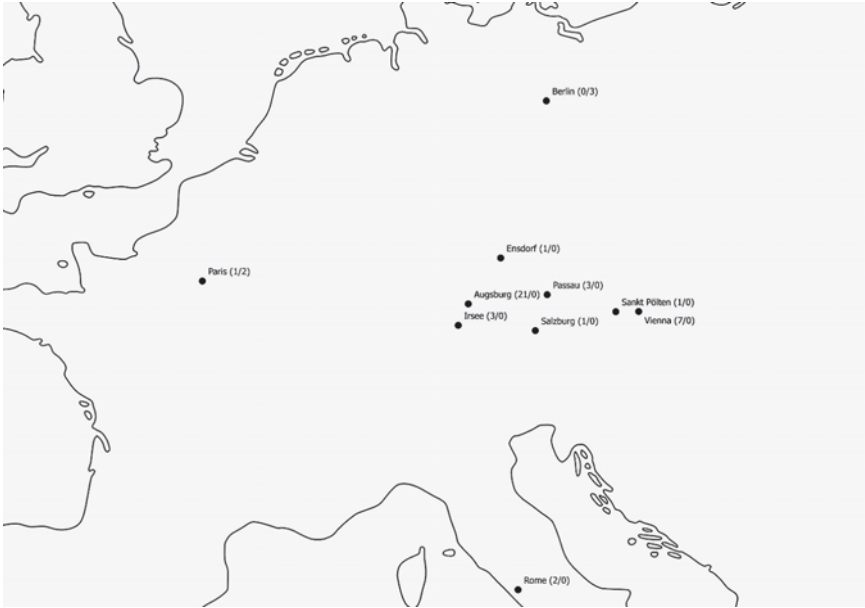 Berlin (0/3)
Ensdorf (1/0)
Paris (1/2)
Passau (3/0)
Augsburg (21/0)
Sankt Pölten (1/0)
Irsee (3/0)
Salzburg (1/0)
Vienna (7/0)
Rome (2/0)